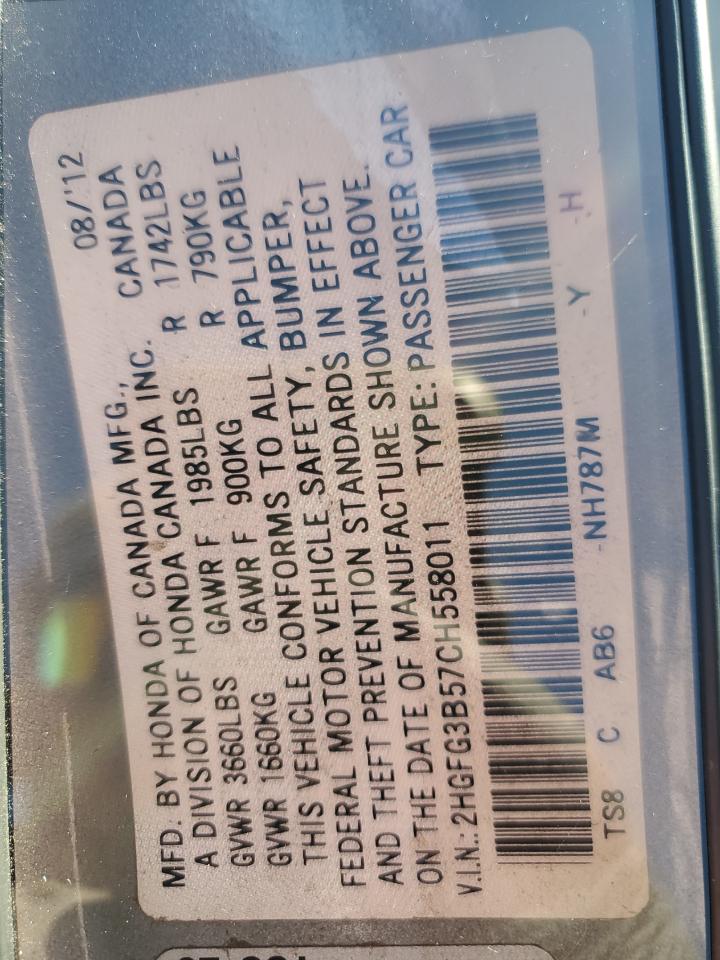 08/'12
MFD. BY HONDA OF CANADA MFG., CANADA
A DIVISION OF HONDA CANADA INC.
GVWR 3660LBS GAWR F 1985LBS R 1742LBS
GVWR 1660KG GAWR F 900KG R 790KG
THIS VEHICLE CONFORMS TO ALL APPLICABLE
FEDERAL MOTOR VEHICLE SAFETY, BUMPER,
AND THEFT PREVENTION STANDARDS IN EFFECT
ON THE DATE OF MANUFACTURE SHOWN ABOVE.
V.I.N.: 2HGFG3B57CH558011 TYPE: PASSENGER CAR
TS8 C AB6 -NH787M -Y -H